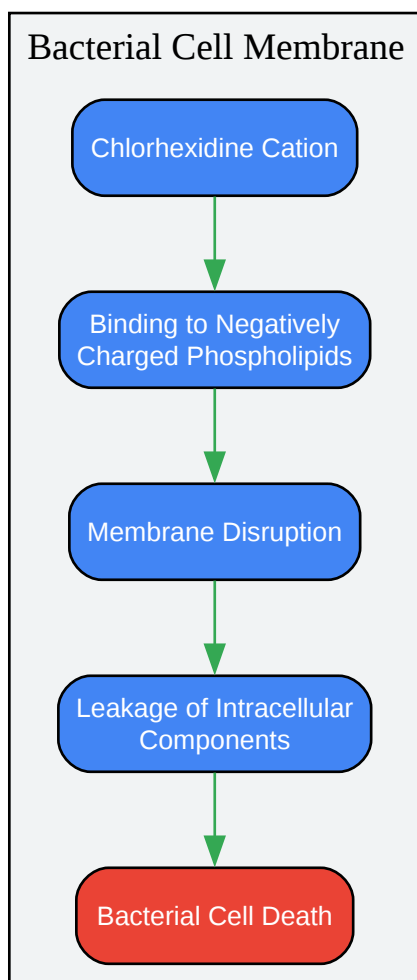 Bacterial Cell Membrane
Chlorhexidine Cation
Binding to Negatively
Charged Phospholipids
Membrane Disruption
Leakage of Intracellular
Components
Bacterial Cell Death